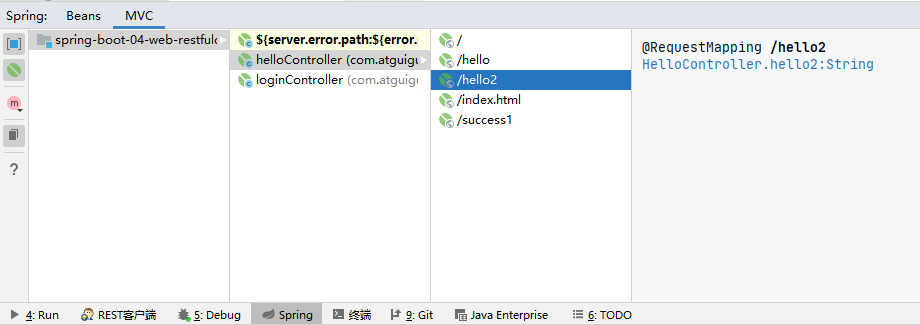 Spring: Beans MVC
spring-boot-04-web-restfulc
${server.error.path:${error.
helloController (com.atguigu
loginController (com.atguigu
/
/hello
/hello2
/index.html
/success1
@RequestMapping /hello2
HelloController.hello2:String
m
?
4: Run REST客户端 5: Debug Spring 终端 9: Git Java Enterprise 6: TODO